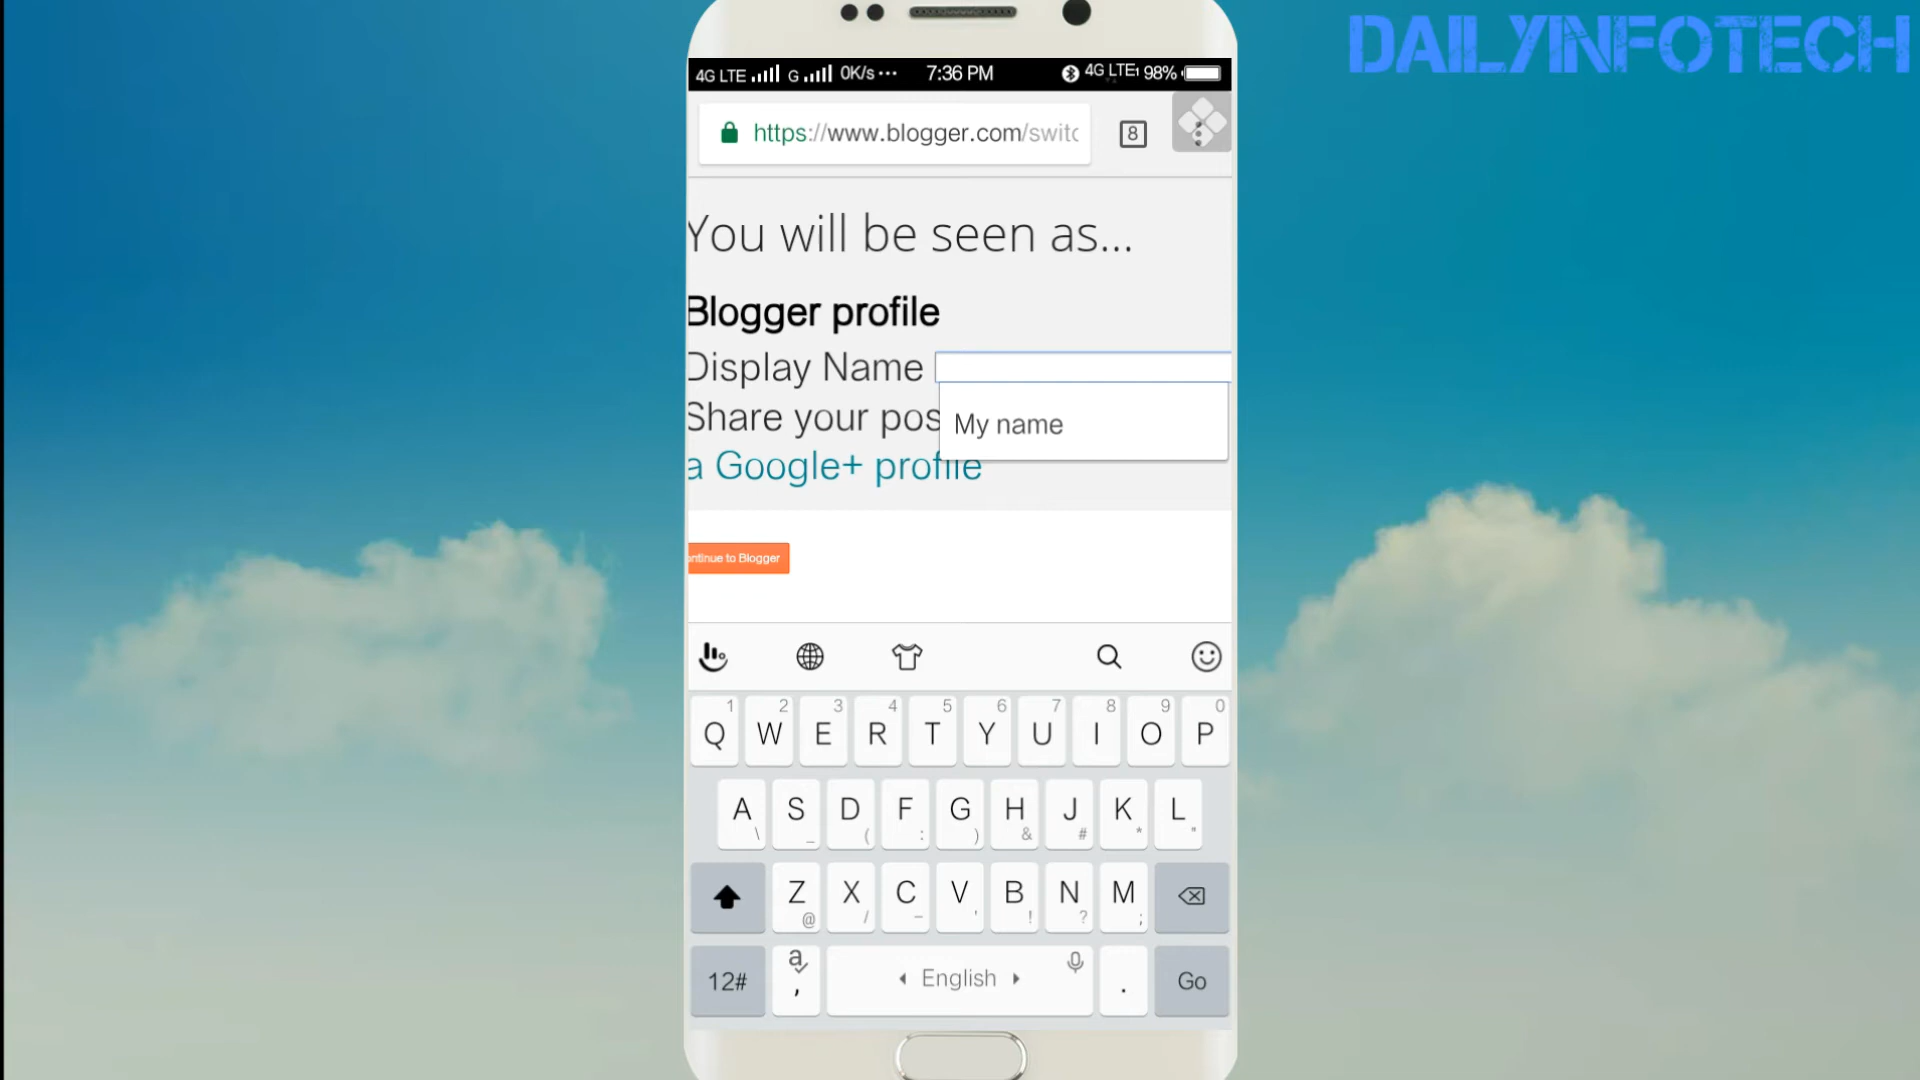 DAILYINFOTECH
4G LTE G 0K/s ... 7:36 PM 4G LTE1 98%
https://www.blogger.com/switc
8
You will be seen as...
Blogger profile
Display Name
My name
Share your pos
a Google+ profile
ontinue to Blogger
1 2 3 4 5 6 7 8 9 0
Q W E R T Y U I O P
A S D F G H J K L
\ _ ( : ) & # * "
Z X C V B N M
@ / - ' ! ? ;
12# a , English . Go